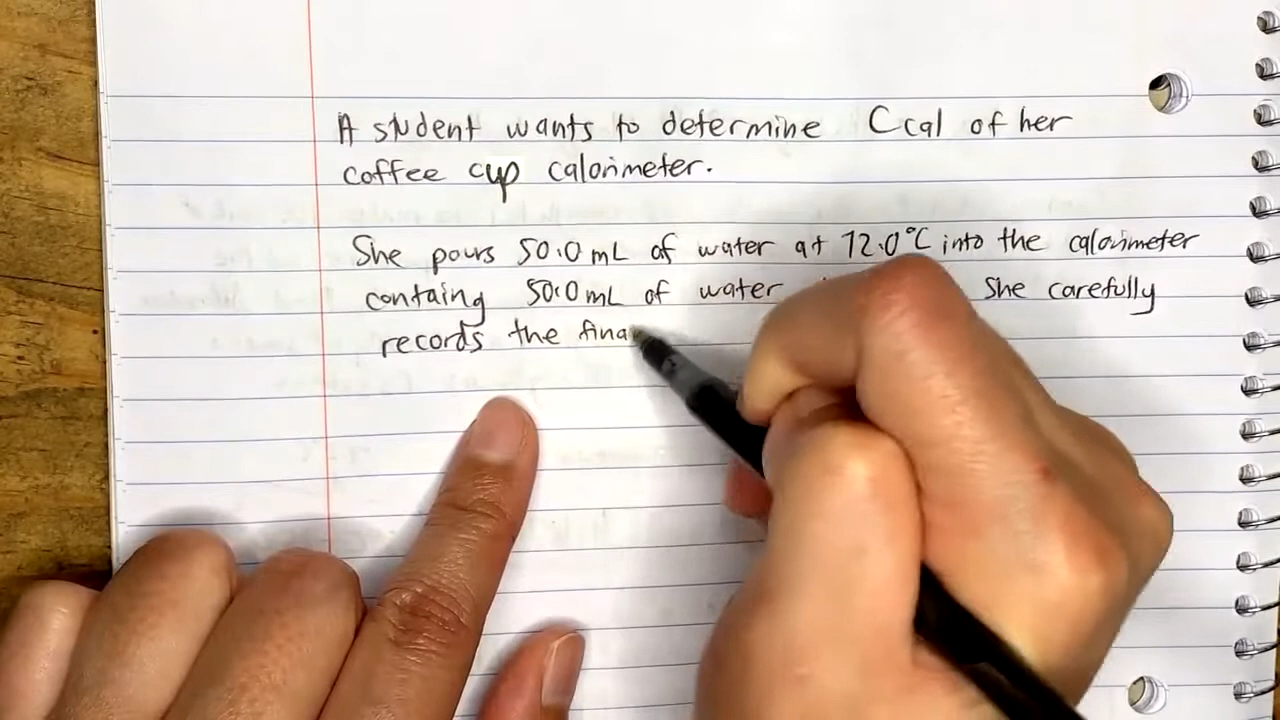 A student wants to determine Ccal of her
coffee cup calorimeter.
She pours 50.0 mL of water at 72.0°C into the calorimeter
containg 50.0 mL of water She carefully
records the fina